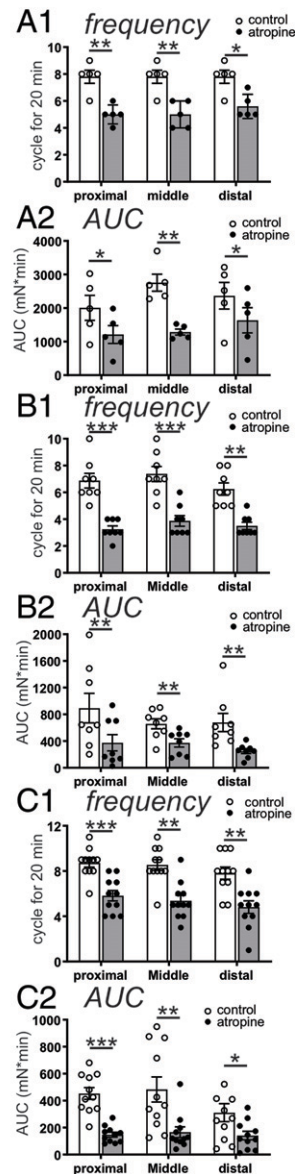 A1 frequency
○ control
● atropine
10
8
6
4
2
0
cycle for 20 min
** ** *
proximal middle distal
A2 AUC
○ control
● atropine
4000
3000
2000
1000
0
AUC (mN*min)
* ** *
proximal middle distal
B1 frequency
○ control
● atropine
10
8
6
4
2
0
cycle for 20 min
*** *** **
proximal Middle distal
B2 AUC
○ control
● atropine
2000
1600
1200
800
400
0
AUC (mN*min)
** ** **
proximal Middle distal
C1 frequency
○ control
● atropine
12
9
6
3
0
cycle for 20 min
*** ** **
proximal Middle distal
C2 AUC
○ control
● atropine
1000
800
600
400
200
0
AUC (mN*min)
*** ** *
proximal Middle distal